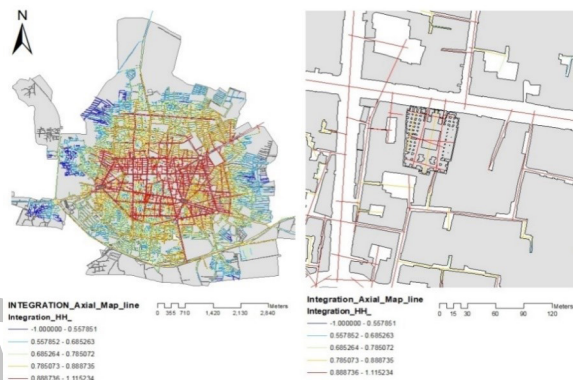 N
INTEGRATION_Axial_Map_line
Integration_HH_
-1.000000 - 0.557851
0.557852 - 0.685263
0.685264 - 0.785072
0.785073 - 0.888735
0.888736 - 1.115234
0 355 710 1,420 2,130 2,840
Meters
Integration_Axial_Map_line
Integration_HH_
-1.000000 - 0.557851
0.557852 - 0.685263
0.685264 - 0.785072
0.785073 - 0.888735
0.888736 - 1.115234
0 15 30 60 90 120
Meters